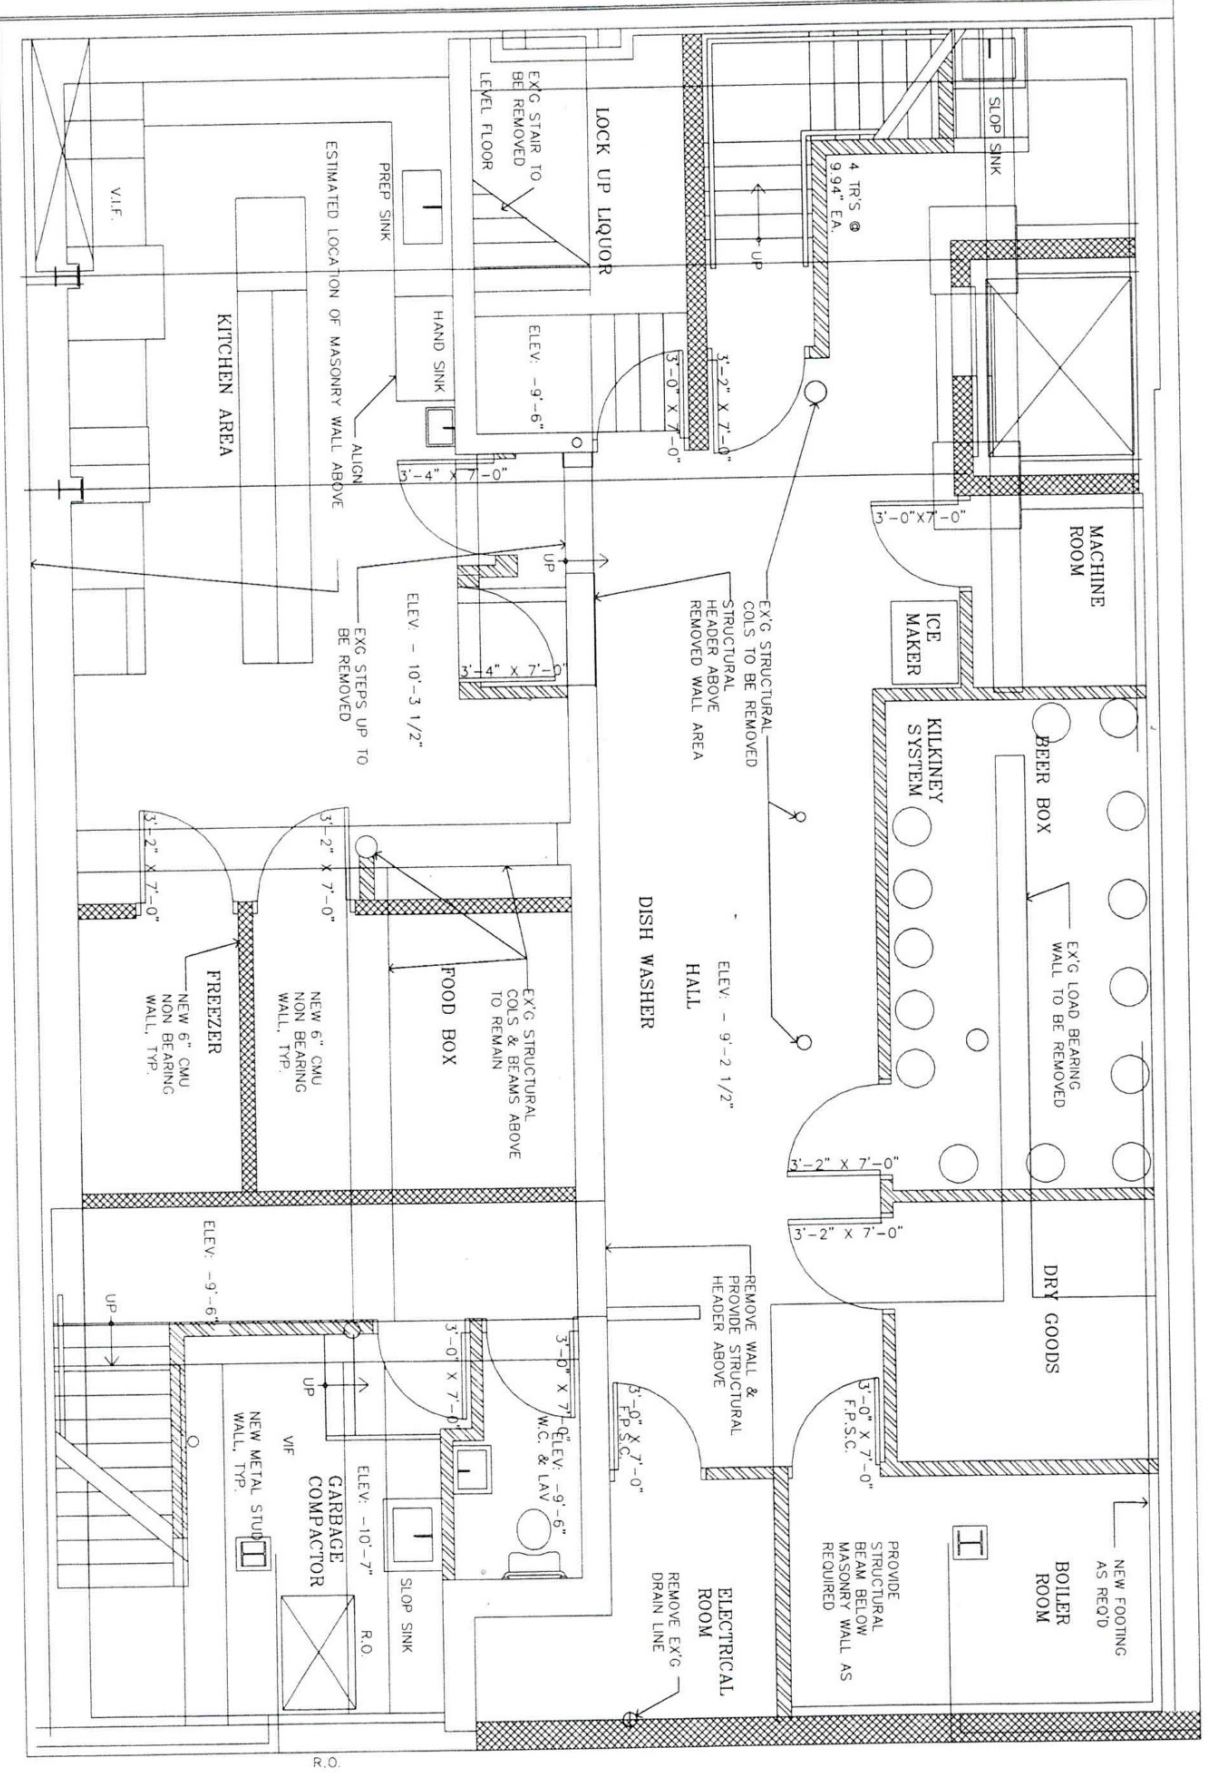 SLOP SINK
4 TR'S @
9.94" EA.
UP
LOCK UP LIQUOR
EX'G STAIR TO
BE REMOVED
LEVEL FLOOR
PREP SINK
V.I.F.
ESTIMATED LOCATION OF MASONRY WALL ABOVE
KITCHEN AREA
HAND SINK
ALIGN
ELEV: -9'-6"
3'-0" X 7'-0"
3'-2" X 7'-0"
3'-4" X 7'-0"
3'-0"X7'-0"
MACHINE
ROOM
ICE
MAKER
UP
EX'G STRUCTURAL
COLS TO BE REMOVED
STRUCTURAL
HEADER ABOVE
REMOVED WALL AREA
3'-4" X 7'-0"
ELEV: - 10'-3 1/2"
EXG STEPS UP TO
BE REMOVED
KILKINEY
SYSTEM
BEER BOX
EX'G LOAD BEARING
WALL TO BE REMOVED
DISH WASHER
HALL
ELEV: - 9'-2 1/2"
3'-2" X 7'-0"
3'-2" X 7'-0"
FOOD BOX
EX'G STRUCTURAL
COLS & BEAMS ABOVE
TO REMAIN
NEW 6" CMU
NON BEARING
WALL, TYP.
FREEZER
NEW 6" CMU
NON BEARING
WALL, TYP.
3'-2" X 7'-0"
3'-2" X 7'-0"
DRY GOODS
REMOVE WALL &
PROVIDE STRUCTURAL
HEADER ABOVE
ELEV: -9'-6"
UP
3'-0" X 7'-0"
3'-0" X 7'-0"
3'-0" X 7'-0"
F.P.S.C.
3'-0" X 7'-0"
F.P.S.C.
UP
ELEV: -9'-6"
W.C. & LAV
NEW METAL STUD
WALL, TYP.
VIF
GARBAGE
COMPACTOR
ELEV: -10'-7"
R.O.
SLOP SINK
ELECTRICAL
ROOM
REMOVE EX'G
DRAIN LINE
PROVIDE
STRUCTURAL
BEAM BELOW
MASONRY WALL AS
REQUIRED
BOILER
ROOM
NEW FOOTING
AS REQ'D
R.O.